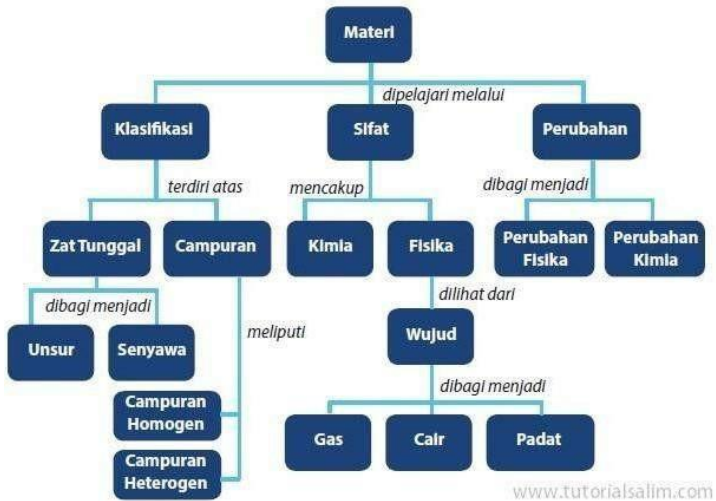 Materi
dipelajari melalui
Klasifikasi
Sifat
Perubahan
terdiri atas
mencakup
dibagi menjadi
Zat Tunggal
Campuran
Kimia
Fisika
Perubahan
Fisika
Perubahan
Kimia
dibagi menjadi
meliputi
dilihat dari
Unsur
Senyawa
Wujud
dibagi menjadi
Campuran
Homogen
Gas
Cair
Padat
Campuran
Heterogen
www.tutorialsalim.com